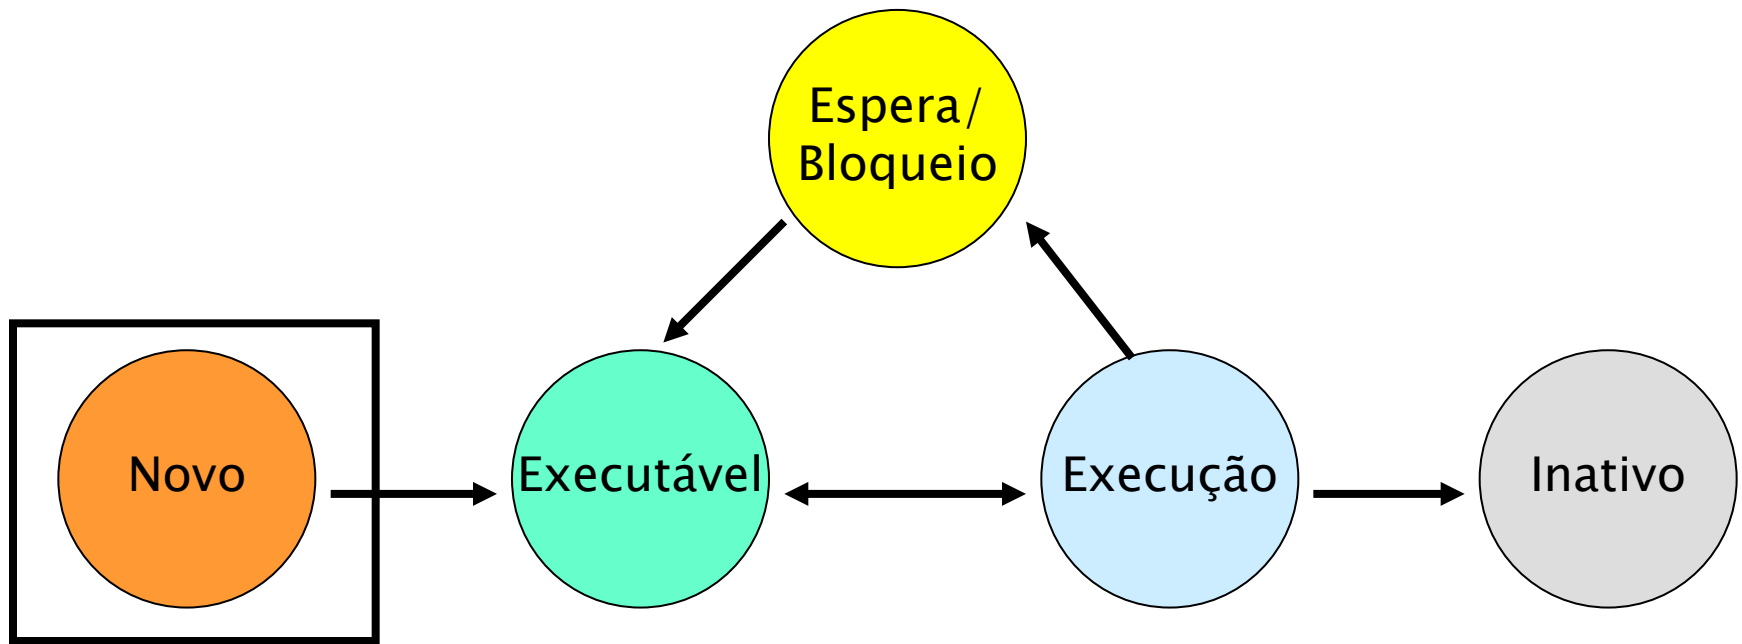 Espera/
Bloqueio
Novo
Executável
Execução
Inativo